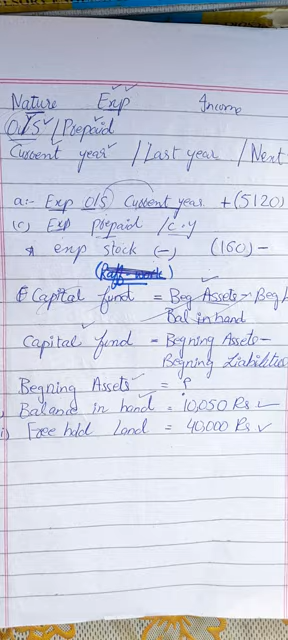 Nature Exp Income
O/S / Prepaid
Current year / Last year / Next
a:- Exp O/S Current year. +(5120)
(c) Exp prepaid / c.y
exp stock (-) (160) -
Capital fund = Beg Assets - Beg L
Bal in hand
Capital fund = Begning Assets -
Begning Liabilities
Begning Assets = ?
Balance in hand = 10,050 Rs
i) Free hold Land = 40,000 Rs